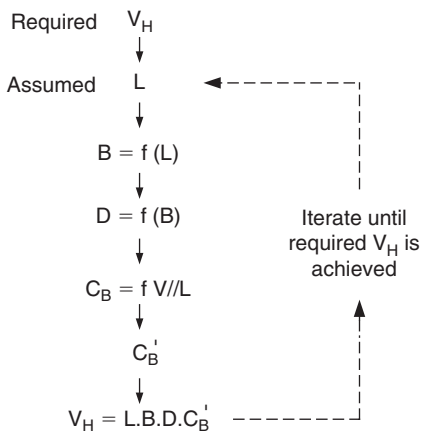 Required V_H
Assumed L
B = f (L)
D = f (B)
C_B = f V//L
Iterate until
required V_H is
achieved
C_B'
V_H = L.B.D.C_B'